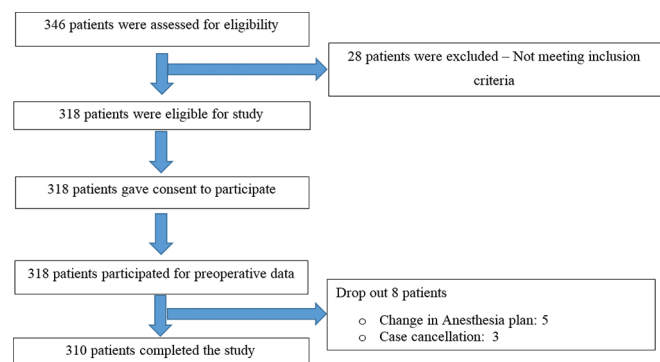 346 patients were assessed for eligibility
28 patients were excluded – Not meeting inclusion
criteria
318 patients were eligible for study
318 patients gave consent to participate
318 patients participated for preoperative data
Drop out 8 patients
o Change in Anesthesia plan: 5
o Case cancellation: 3
310 patients completed the study